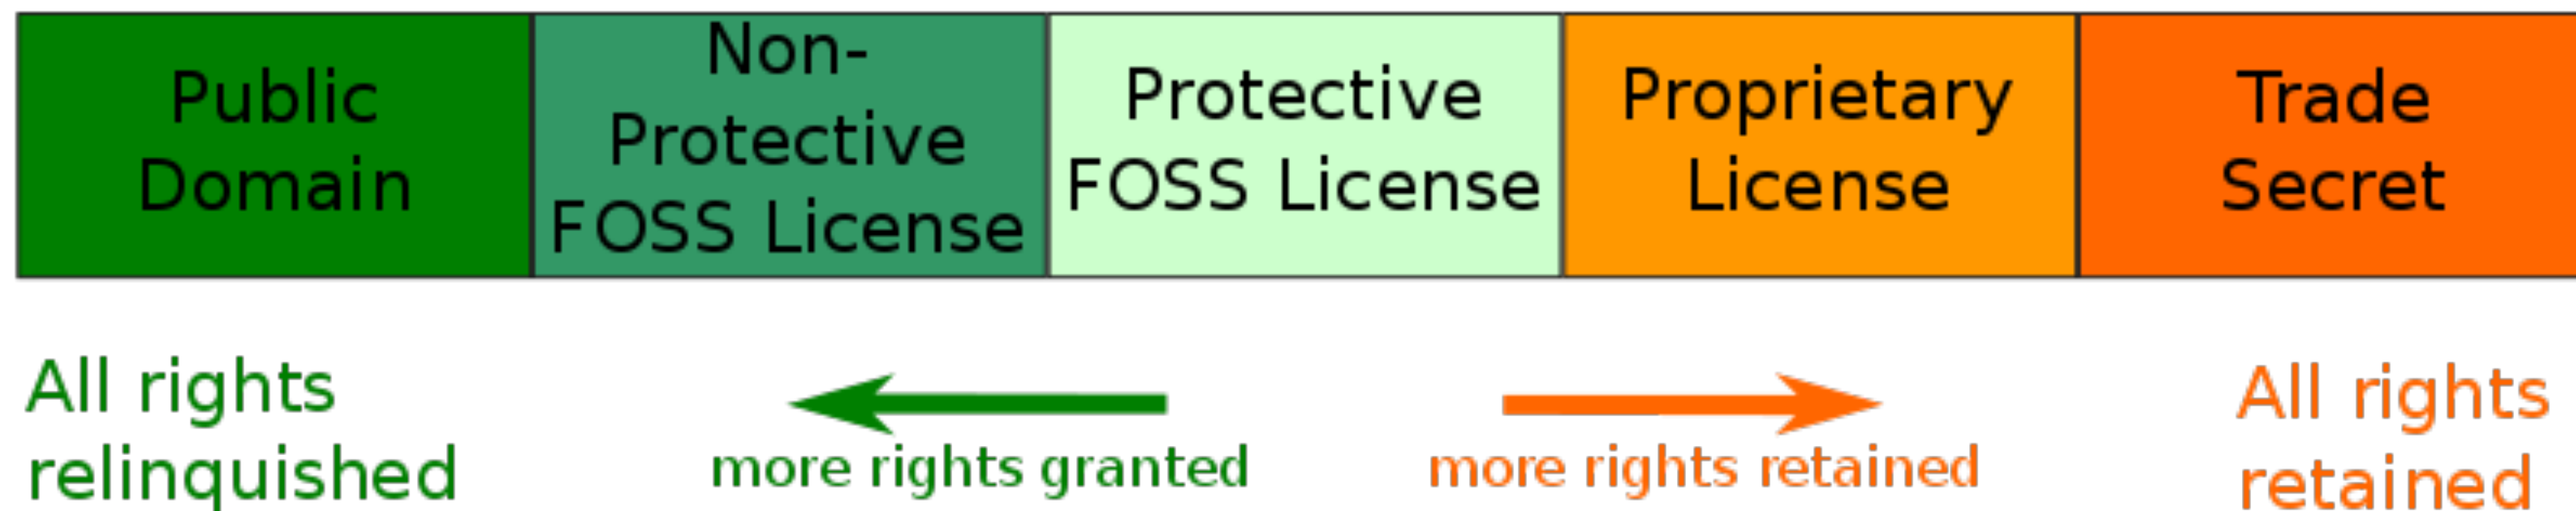 Public
Domain
Non-
Protective
FOSS License
Protective
FOSS License
Proprietary
License
Trade
Secret
All rights
relinquished
more rights granted
more rights retained
All rights
retained